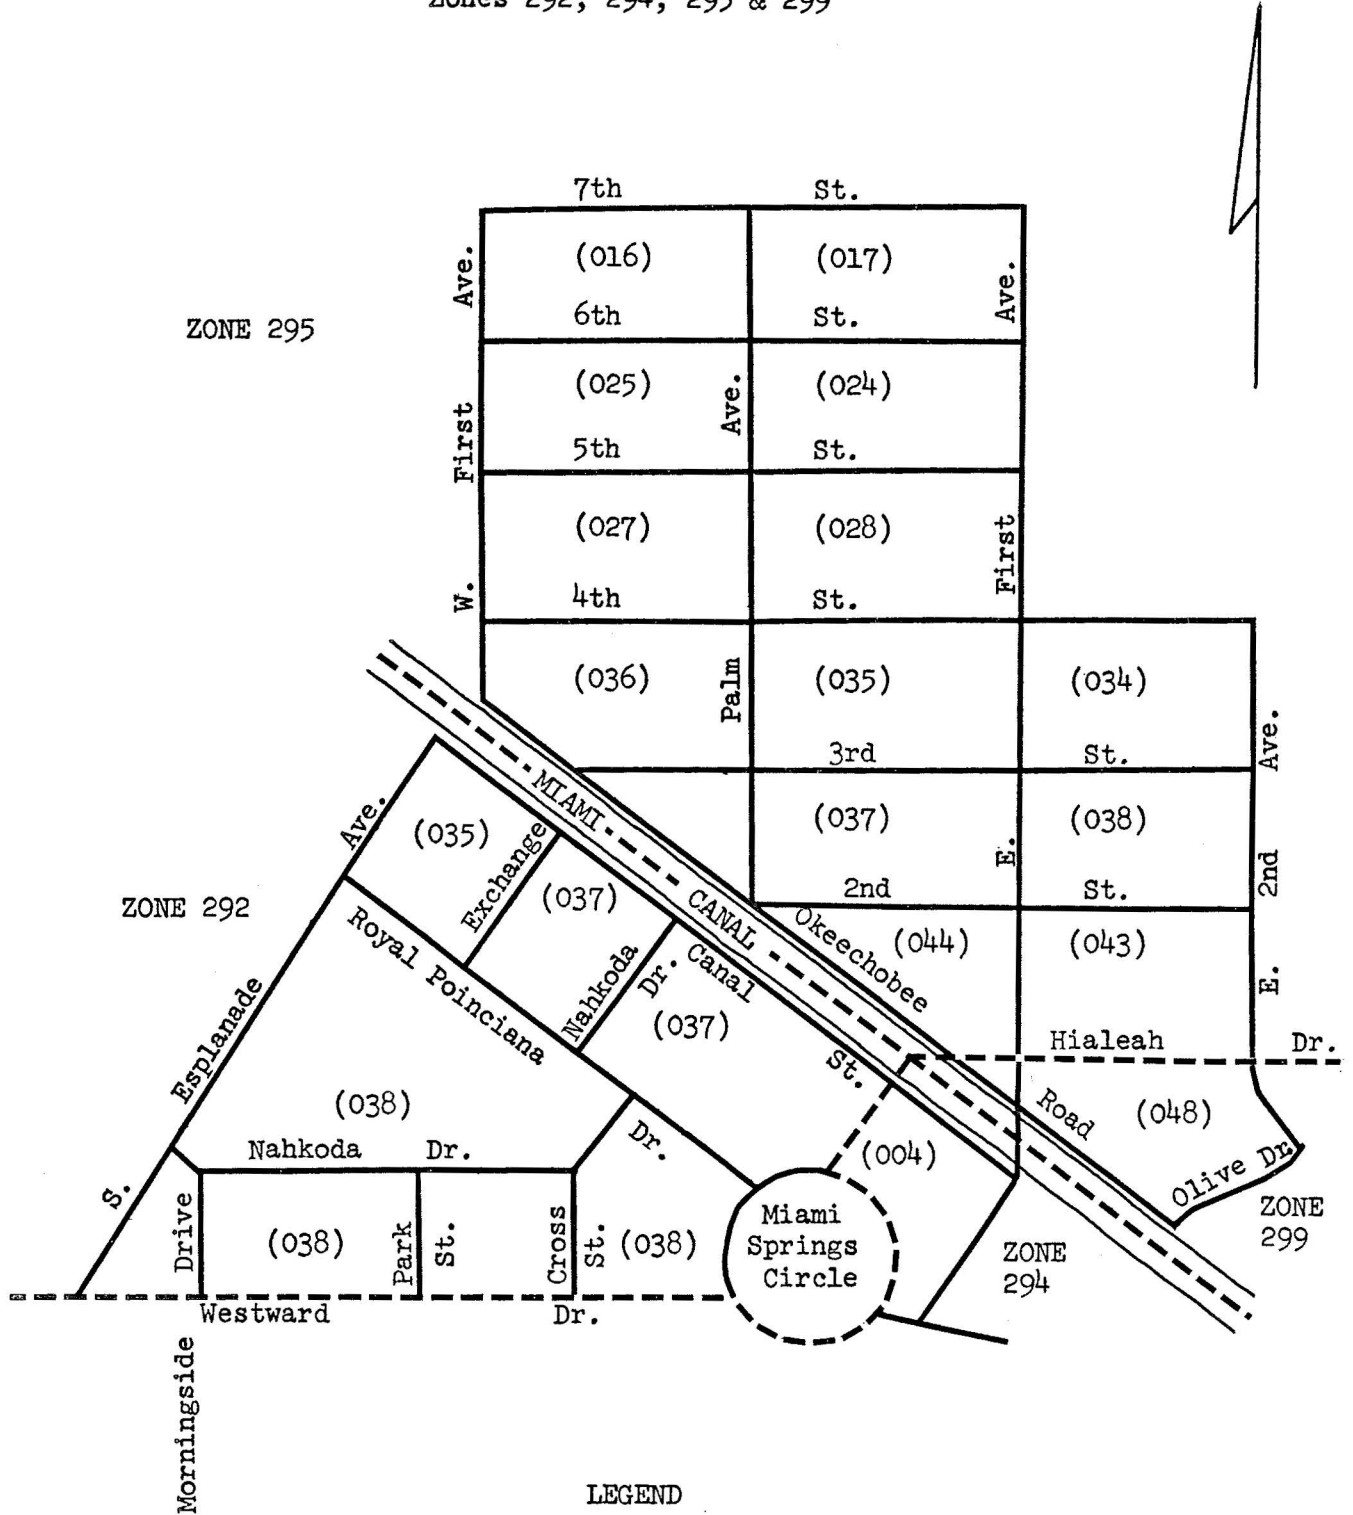 Zones 292, 294, 295 & 299
7th St.
(016) (017)
Ave.
Ave.
6th St.
ZONE 295
(025) (024)
Ave.
First
5th St.
(027) (028)
First
W.
4th St.
(036) (035) (034)
Palm
Ave.
3rd St.
MIAMI CANAL
Ave.
(035)
Exchange
(037) (038)
E.
2nd
2nd St.
ZONE 292
(037)
Okeechobee
(044) (043)
Royal Poinciana
Nahkoda
Dr.
Canal
E.
Esplanade
(037)
St.
Hialeah Dr.
Road
(048)
(038)
Dr.
(004)
Nahkoda Dr.
Olive Dr.
S.
Drive
(038)
Park
St.
Cross
St.
(038)
Miami
Springs
Circle
ZONE
294
ZONE
299
Westward Dr.
Morningside
LEGEND